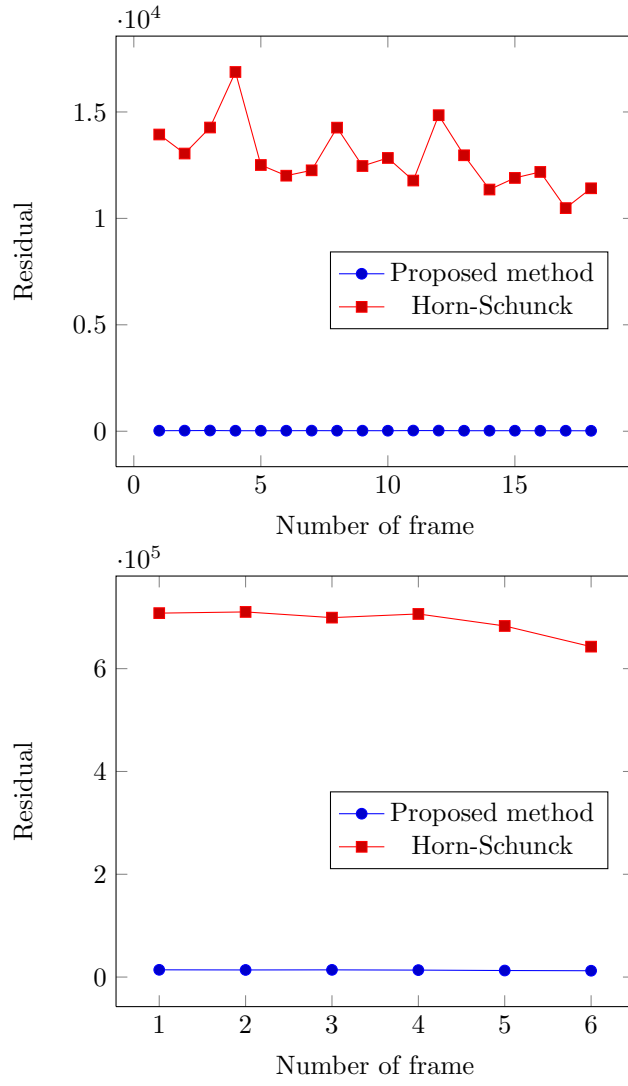 ·10^4
1.5
1
0.5
0
Residual
Proposed method
Horn-Schunck
0 5 10 15
Number of frame
·10^5
6
4
2
0
Residual
Proposed method
Horn-Schunck
1 2 3 4 5 6
Number of frame